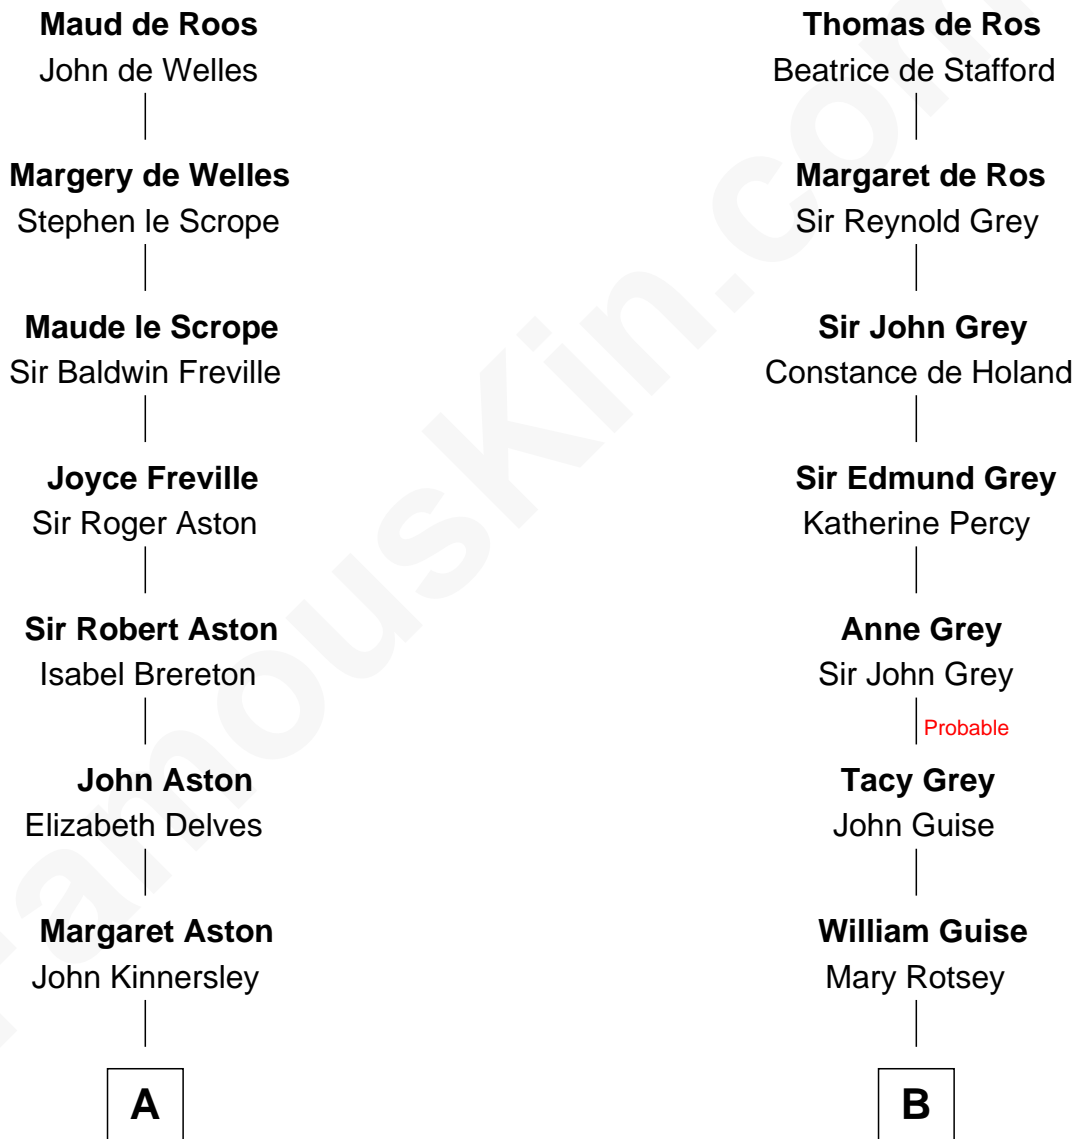 Maud de Roos
John de Welles
Margery de Welles
Stephen le Scrope
Maude le Scrope
Sir Baldwin Freville
Joyce Freville
Sir Roger Aston
Sir Robert Aston
Isabel Brereton
John Aston
Elizabeth Delves
Margaret Aston
John Kinnersley
A
Thomas de Ros
Beatrice de Stafford
Margaret de Ros
Sir Reynold Grey
Sir John Grey
Constance de Holand
Sir Edmund Grey
Katherine Percy
Anne Grey
Sir John Grey
Probable
Tacy Grey
John Guise
William Guise
Mary Rotsey
B
FamousKin.com